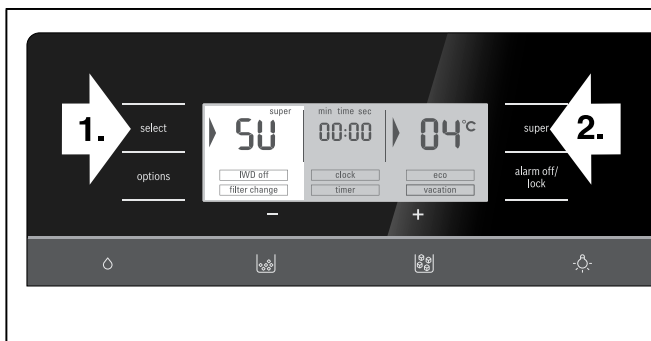 1.
select
options
super
SU
IWD off
filter change
min time sec
00:00
clock
timer
04°C
eco
vacation
super
2.
alarm off/
lock
− +